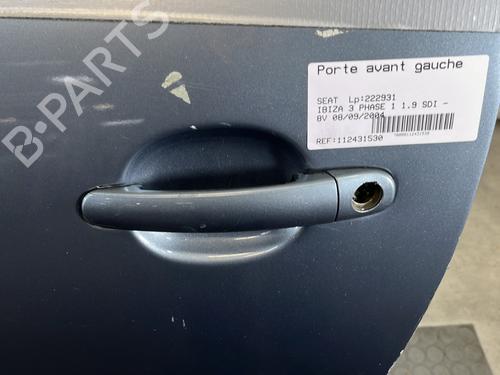 B-PARTS
Porte avant gauche
SEAT Lp:222931
IBIZA 3 PHASE 1 1.9 SDI -
BV 08/09/2004
REF:112431530